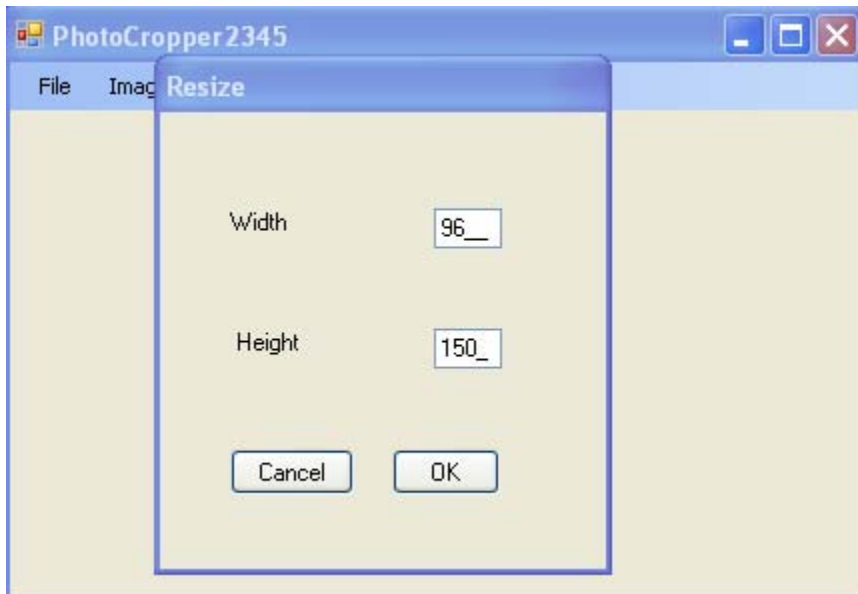 PhotoCropper2345
File Imag
Resize
Width 96__
Height 150_
Cancel OK